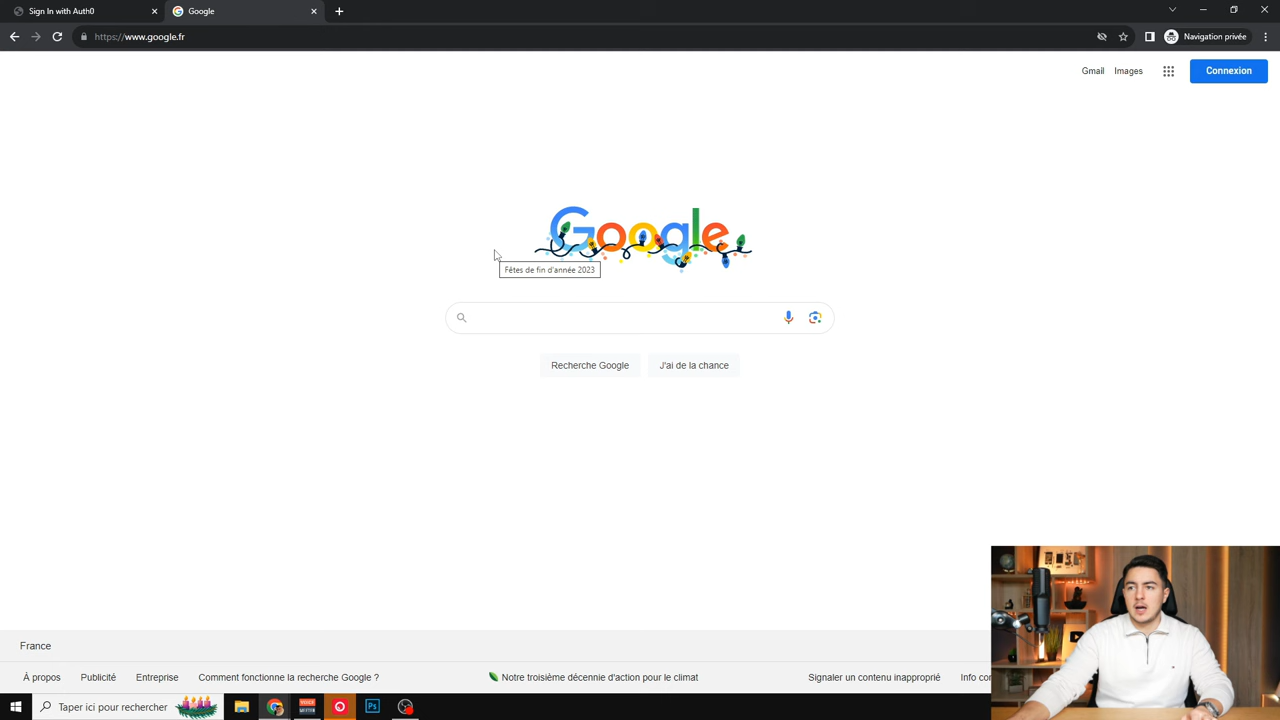 Sign In with Auth0
Google
https://www.google.fr
Navigation privée
Gmail Images
Connexion
Google
Fêtes de fin d'année 2023
Recherche Google
J'ai de la chance
France
À propos Publicité Entreprise Comment fonctionne la recherche Google ?
Notre troisième décennie d'action pour le climat
Signaler un contenu inapproprié
Taper ici pour rechercher
Ps